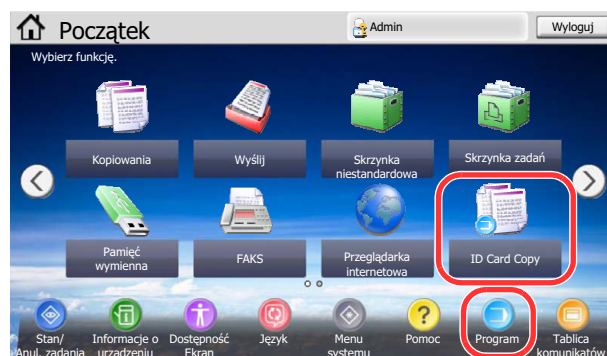 Początek
Admin
Wyloguj
Wybierz funkcję.
Kopiowania
Wyślij
Skrzynka
niestandardowa
Skrzynka zadań
Pamięć
wymienna
FAKS
Przeglądarka
internetowa
ID Card Copy
Stan/
Anul. zadania
Informacje o
urządzeniu
Dostępność
Ekran
Język
Menu
systemu
Pomoc
Program
Tablica
komunikatów